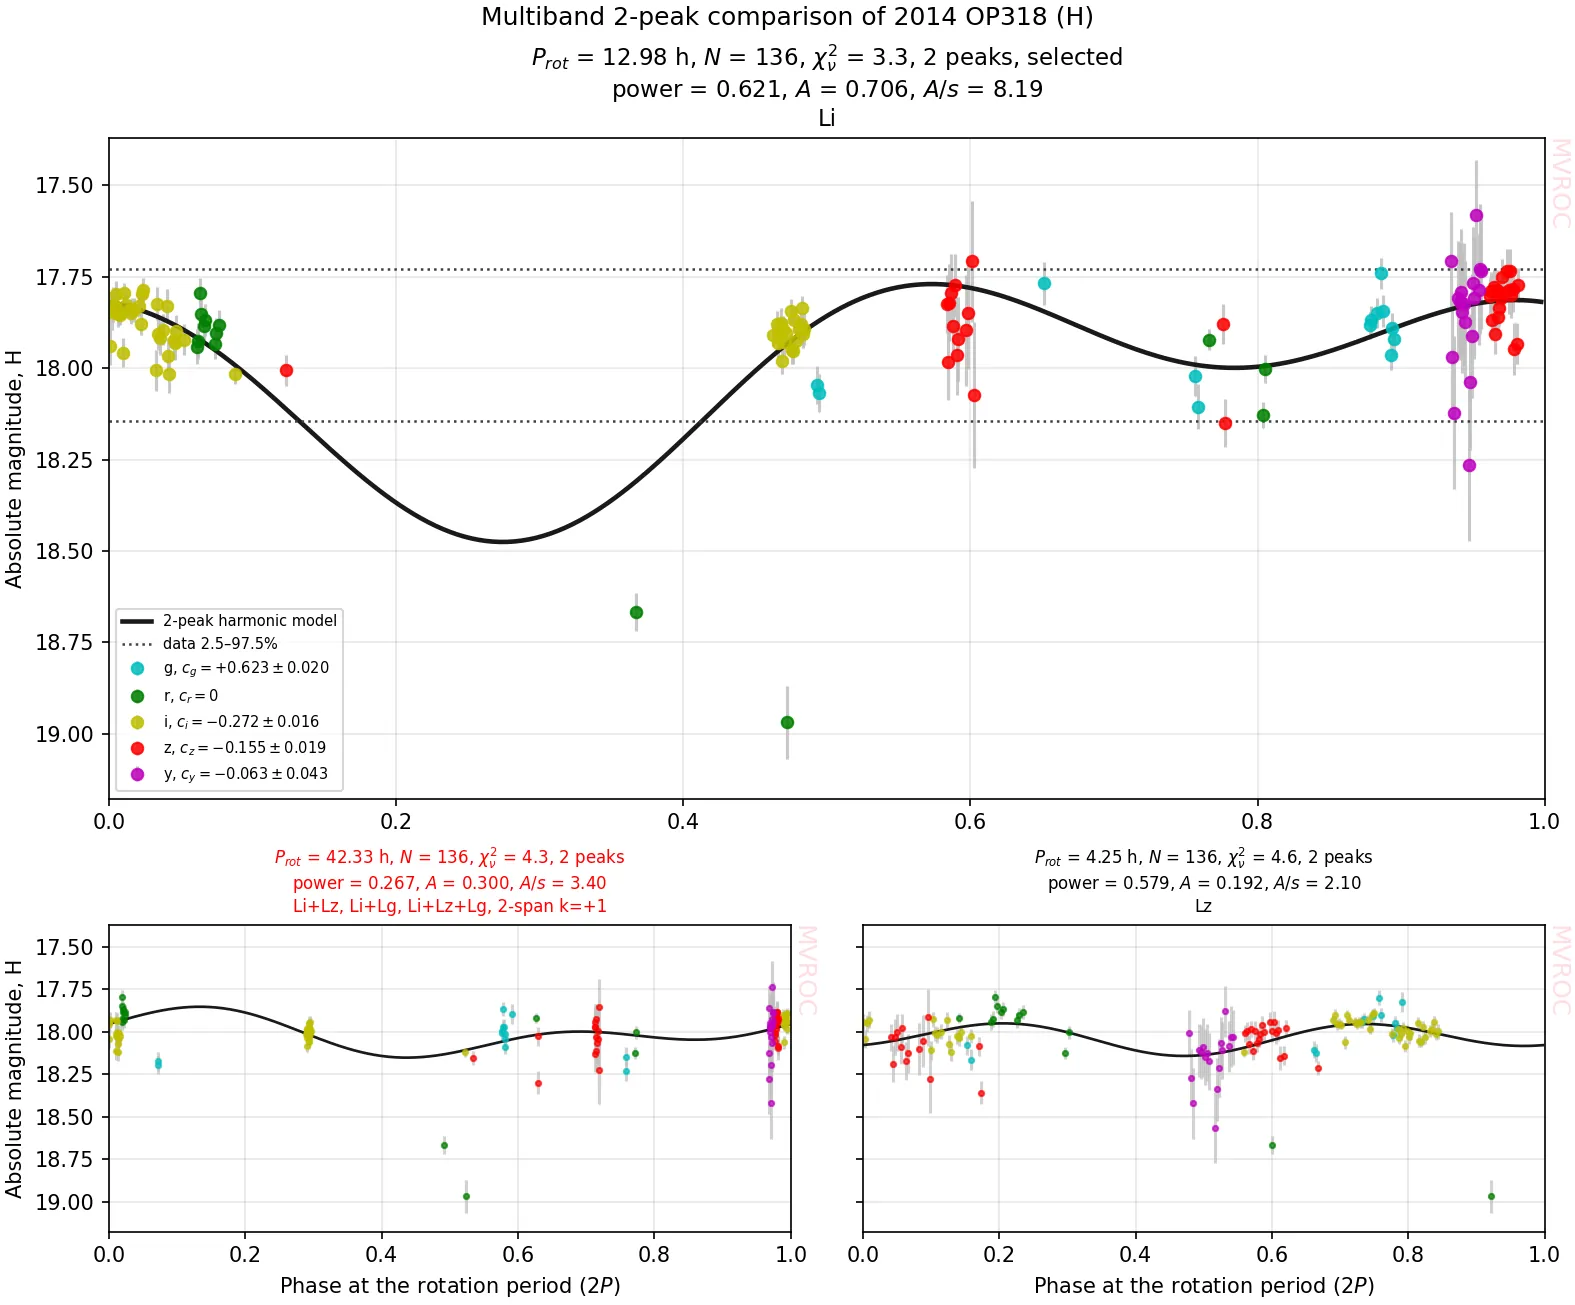 Multiband 2-peak comparison of 2014 OP318 (H)
P_rot = 12.98 h, N = 136, χ²_ν = 3.3, 2 peaks, selected
power = 0.621, A = 0.706, A/s = 8.19
Li
Absolute magnitude, H
17.50
17.75
18.00
18.25
18.50
18.75
19.00
2-peak harmonic model
data 2.5–97.5%
g, c_g = +0.623 ± 0.020
r, c_r = 0
i, c_i = −0.272 ± 0.016
z, c_z = −0.155 ± 0.019
y, c_y = −0.063 ± 0.043
0.0 0.2 0.4 0.6 0.8 1.0
MVROC
P_rot = 42.33 h, N = 136, χ²_ν = 4.3, 2 peaks
power = 0.267, A = 0.300, A/s = 3.40
Li+Lz, Li+Lg, Li+Lz+Lg, 2-span k=+1
Absolute magnitude, H
17.50
17.75
18.00
18.25
18.50
18.75
19.00
0.0 0.2 0.4 0.6 0.8 1.0
Phase at the rotation period (2P)
MVROC
P_rot = 4.25 h, N = 136, χ²_ν = 4.6, 2 peaks
power = 0.579, A = 0.192, A/s = 2.10
Lz
0.0 0.2 0.4 0.6 0.8 1.0
Phase at the rotation period (2P)
MVROC